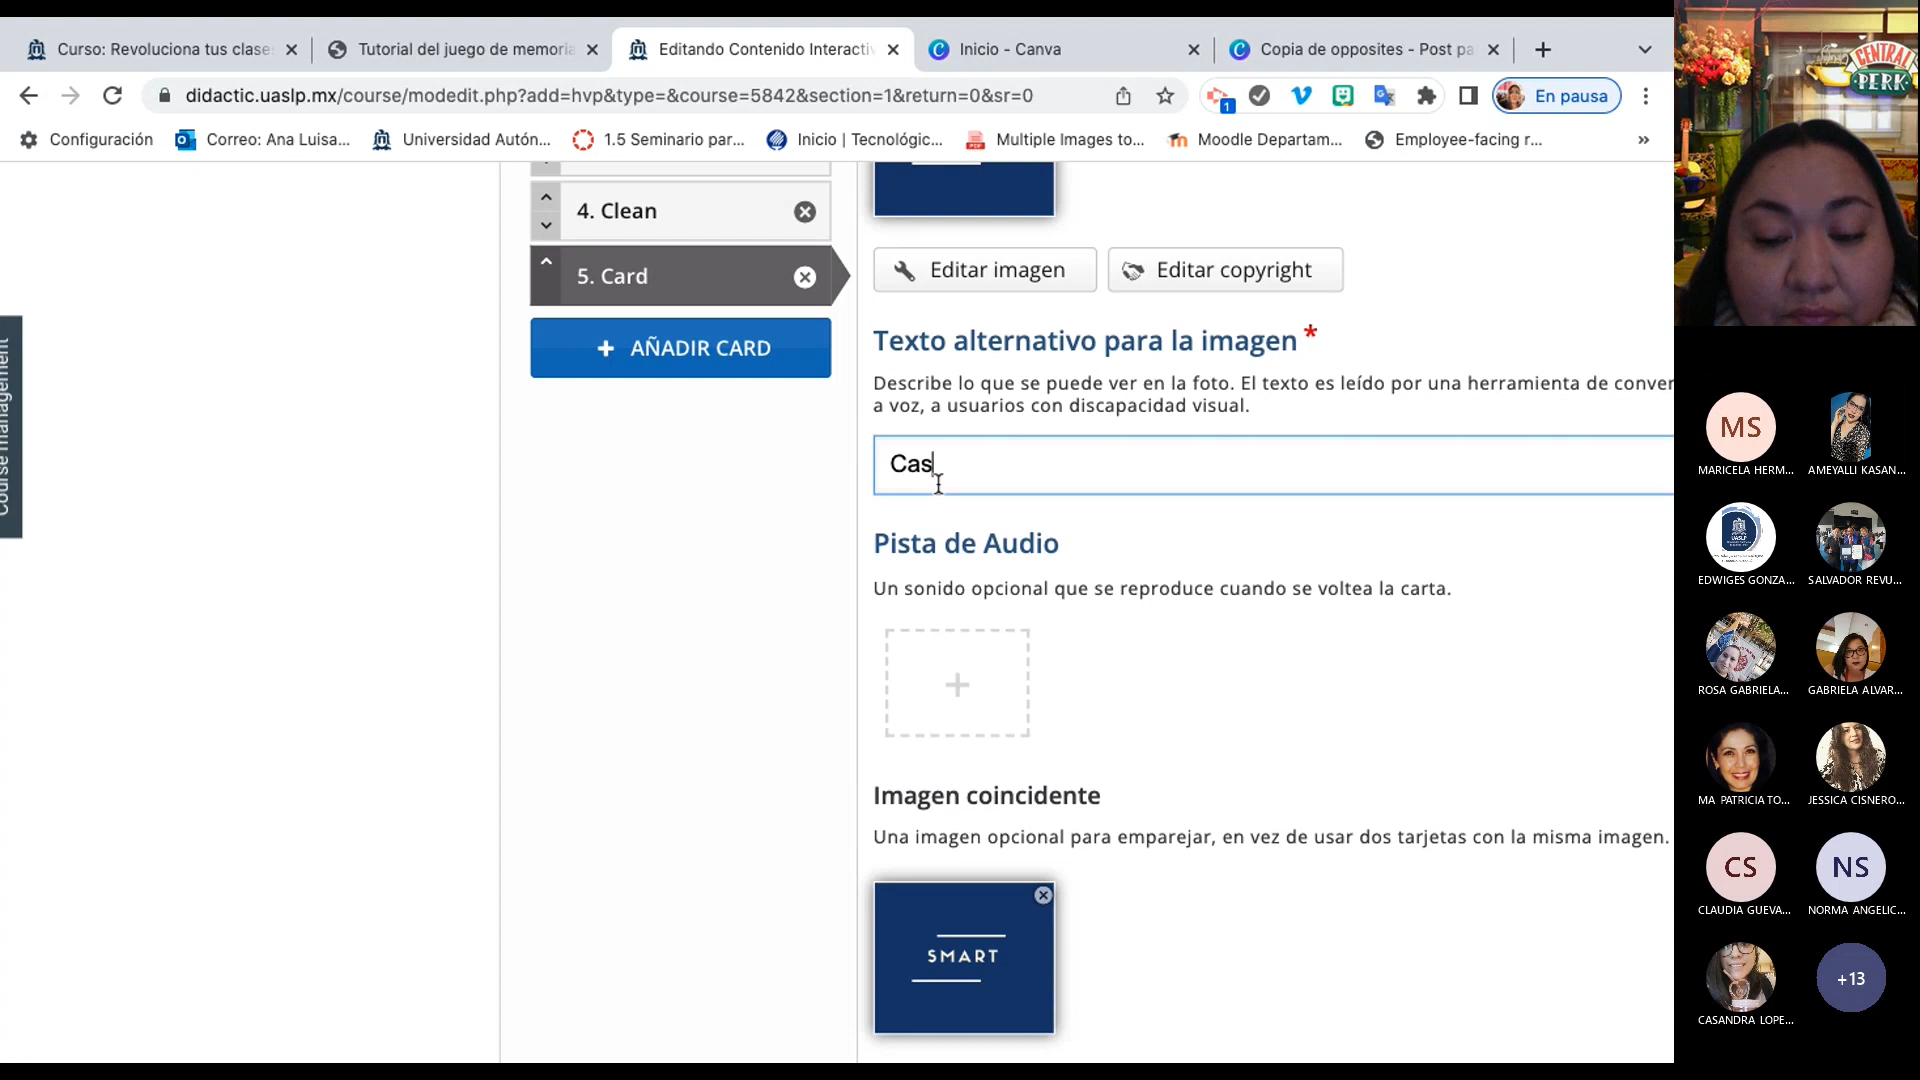 Curso: Revoluciona tus clase
Tutorial del juego de memoria
Editando Contenido Interactiv
Inicio - Canva
Copia de opposites - Post pa
didactic.uaslp.mx/course/modedit.php?add=hvp&type=&course=5842&section=1&return=0&sr=0
1
En pausa
Configuración
Correo: Ana Luisa...
Universidad Autón...
1.5 Seminario par...
Inicio | Tecnológic...
Multiple Images to...
Moodle Departam...
Employee-facing r...
CENTRAL
PERK
4. Clean
5. Card
+ AÑADIR CARD
Course management
Editar imagen
Editar copyright
Texto alternativo para la imagen *
Describe lo que se puede ver en la foto. El texto es leído por una herramienta de conver
a voz, a usuarios con discapacidad visual.
Cas
Pista de Audio
Un sonido opcional que se reproduce cuando se voltea la carta.
+
Imagen coincidente
Una imagen opcional para emparejar, en vez de usar dos tarjetas con la misma imagen.
SMART
MS
MARICELA HERM...
AMEYALLI KASAN...
UASLP
EDWIGES GONZA...
SALVADOR REVU...
ROSA GABRIELA...
GABRIELA ALVAR...
MA PATRICIA TO...
JESSICA CISNERO...
CS
CLAUDIA GUEVA...
NS
NORMA ANGELIC...
CASANDRA LOPE...
+13